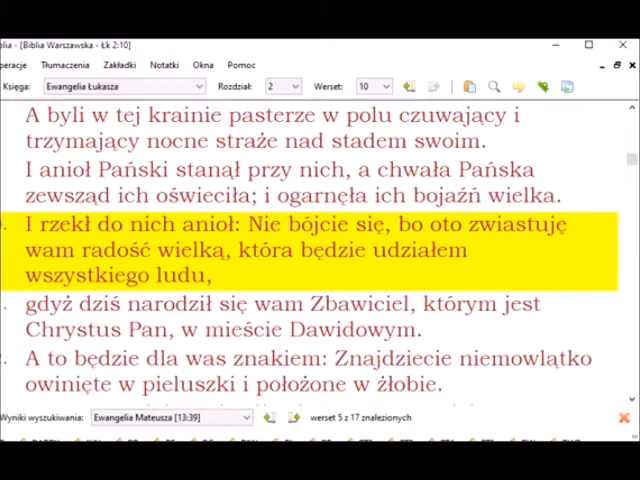 blia - [Biblia Warszawska - Łk 2:10]
peracje Tłumaczenia Zakładki Notatki Okna Pomoc
Księga: Ewangelia Łukasza Rozdział: 2 Werset: 10
A byli w tej krainie pasterze w polu czuwający i
trzymający nocne straże nad stadem swoim.
I anioł Pański stanął przy nich, a chwała Pańska
zewsząd ich oświeciła; i ogarnęła ich bojaźń wielka.
I rzekł do nich anioł: Nie bójcie się, bo oto zwiastuję
wam radość wielką, która będzie udziałem
wszystkiego ludu,
gdyż dziś narodził się wam Zbawiciel, którym jest
Chrystus Pan, w mieście Dawidowym.
A to będzie dla was znakiem: Znajdziecie niemowlątko
owinięte w pieluszki i położone w żłobie.
Wyniki wyszukiwania: Ewangelia Mateusza [13:39] werset 5 z 17 znalezionych